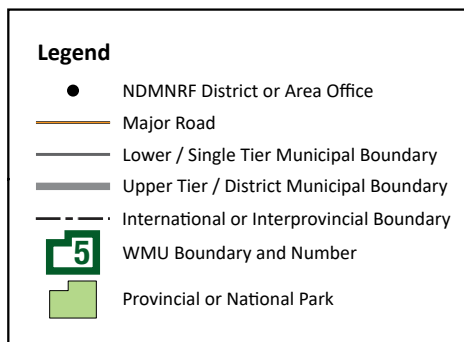 Legend
NDMNRF District or Area Office
Major Road
Lower / Single Tier Municipal Boundary
Upper Tier / District Municipal Boundary
International or Interprovincial Boundary
5 WMU Boundary and Number
Provincial or National Park